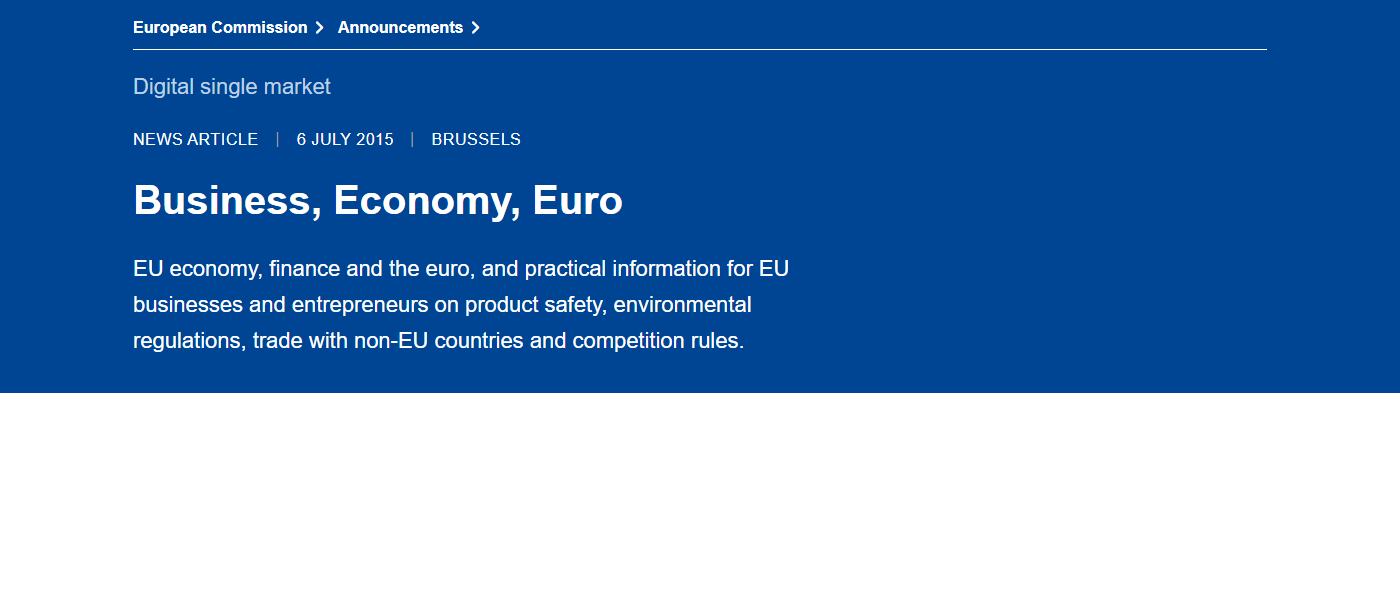 European Commission > Announcements >
Digital single market
NEWS ARTICLE | 6 JULY 2015 | BRUSSELS
Business, Economy, Euro
EU economy, finance and the euro, and practical information for EU
businesses and entrepreneurs on product safety, environmental
regulations, trade with non-EU countries and competition rules.